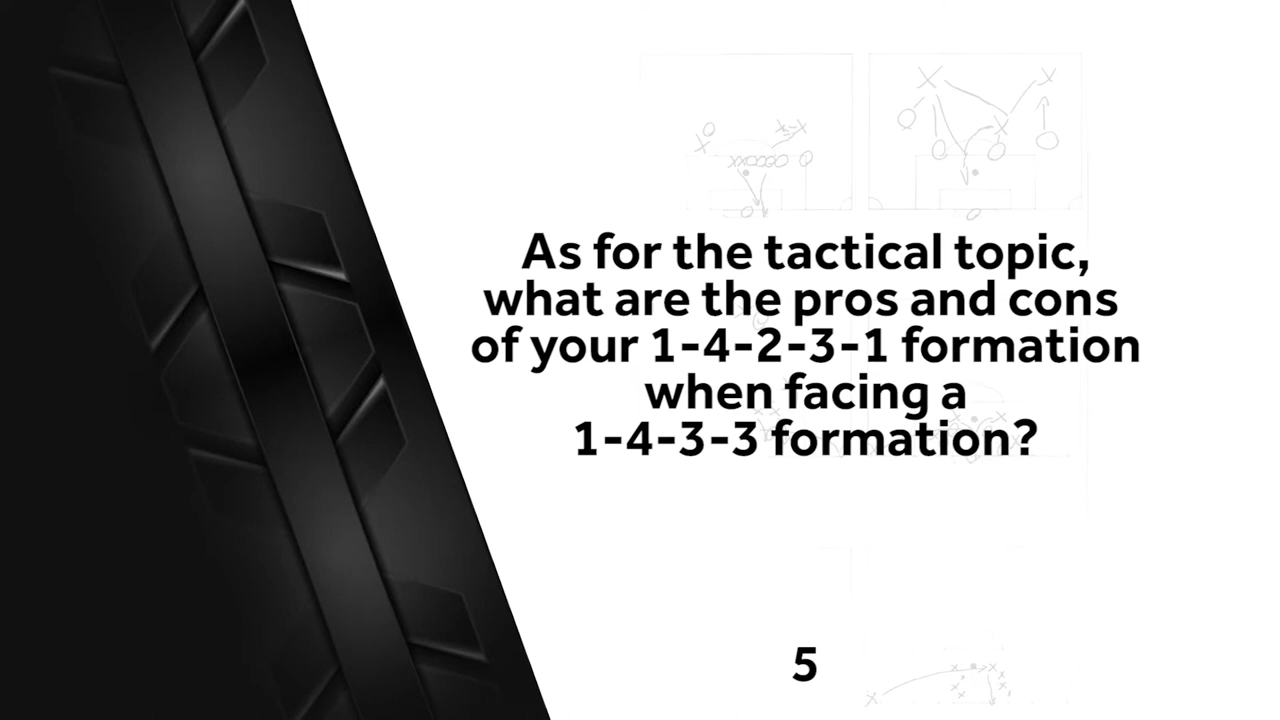 As for the tactical topic,
what are the pros and cons
of your 1-4-2-3-1 formation
when facing a
1-4-3-3 formation?
5